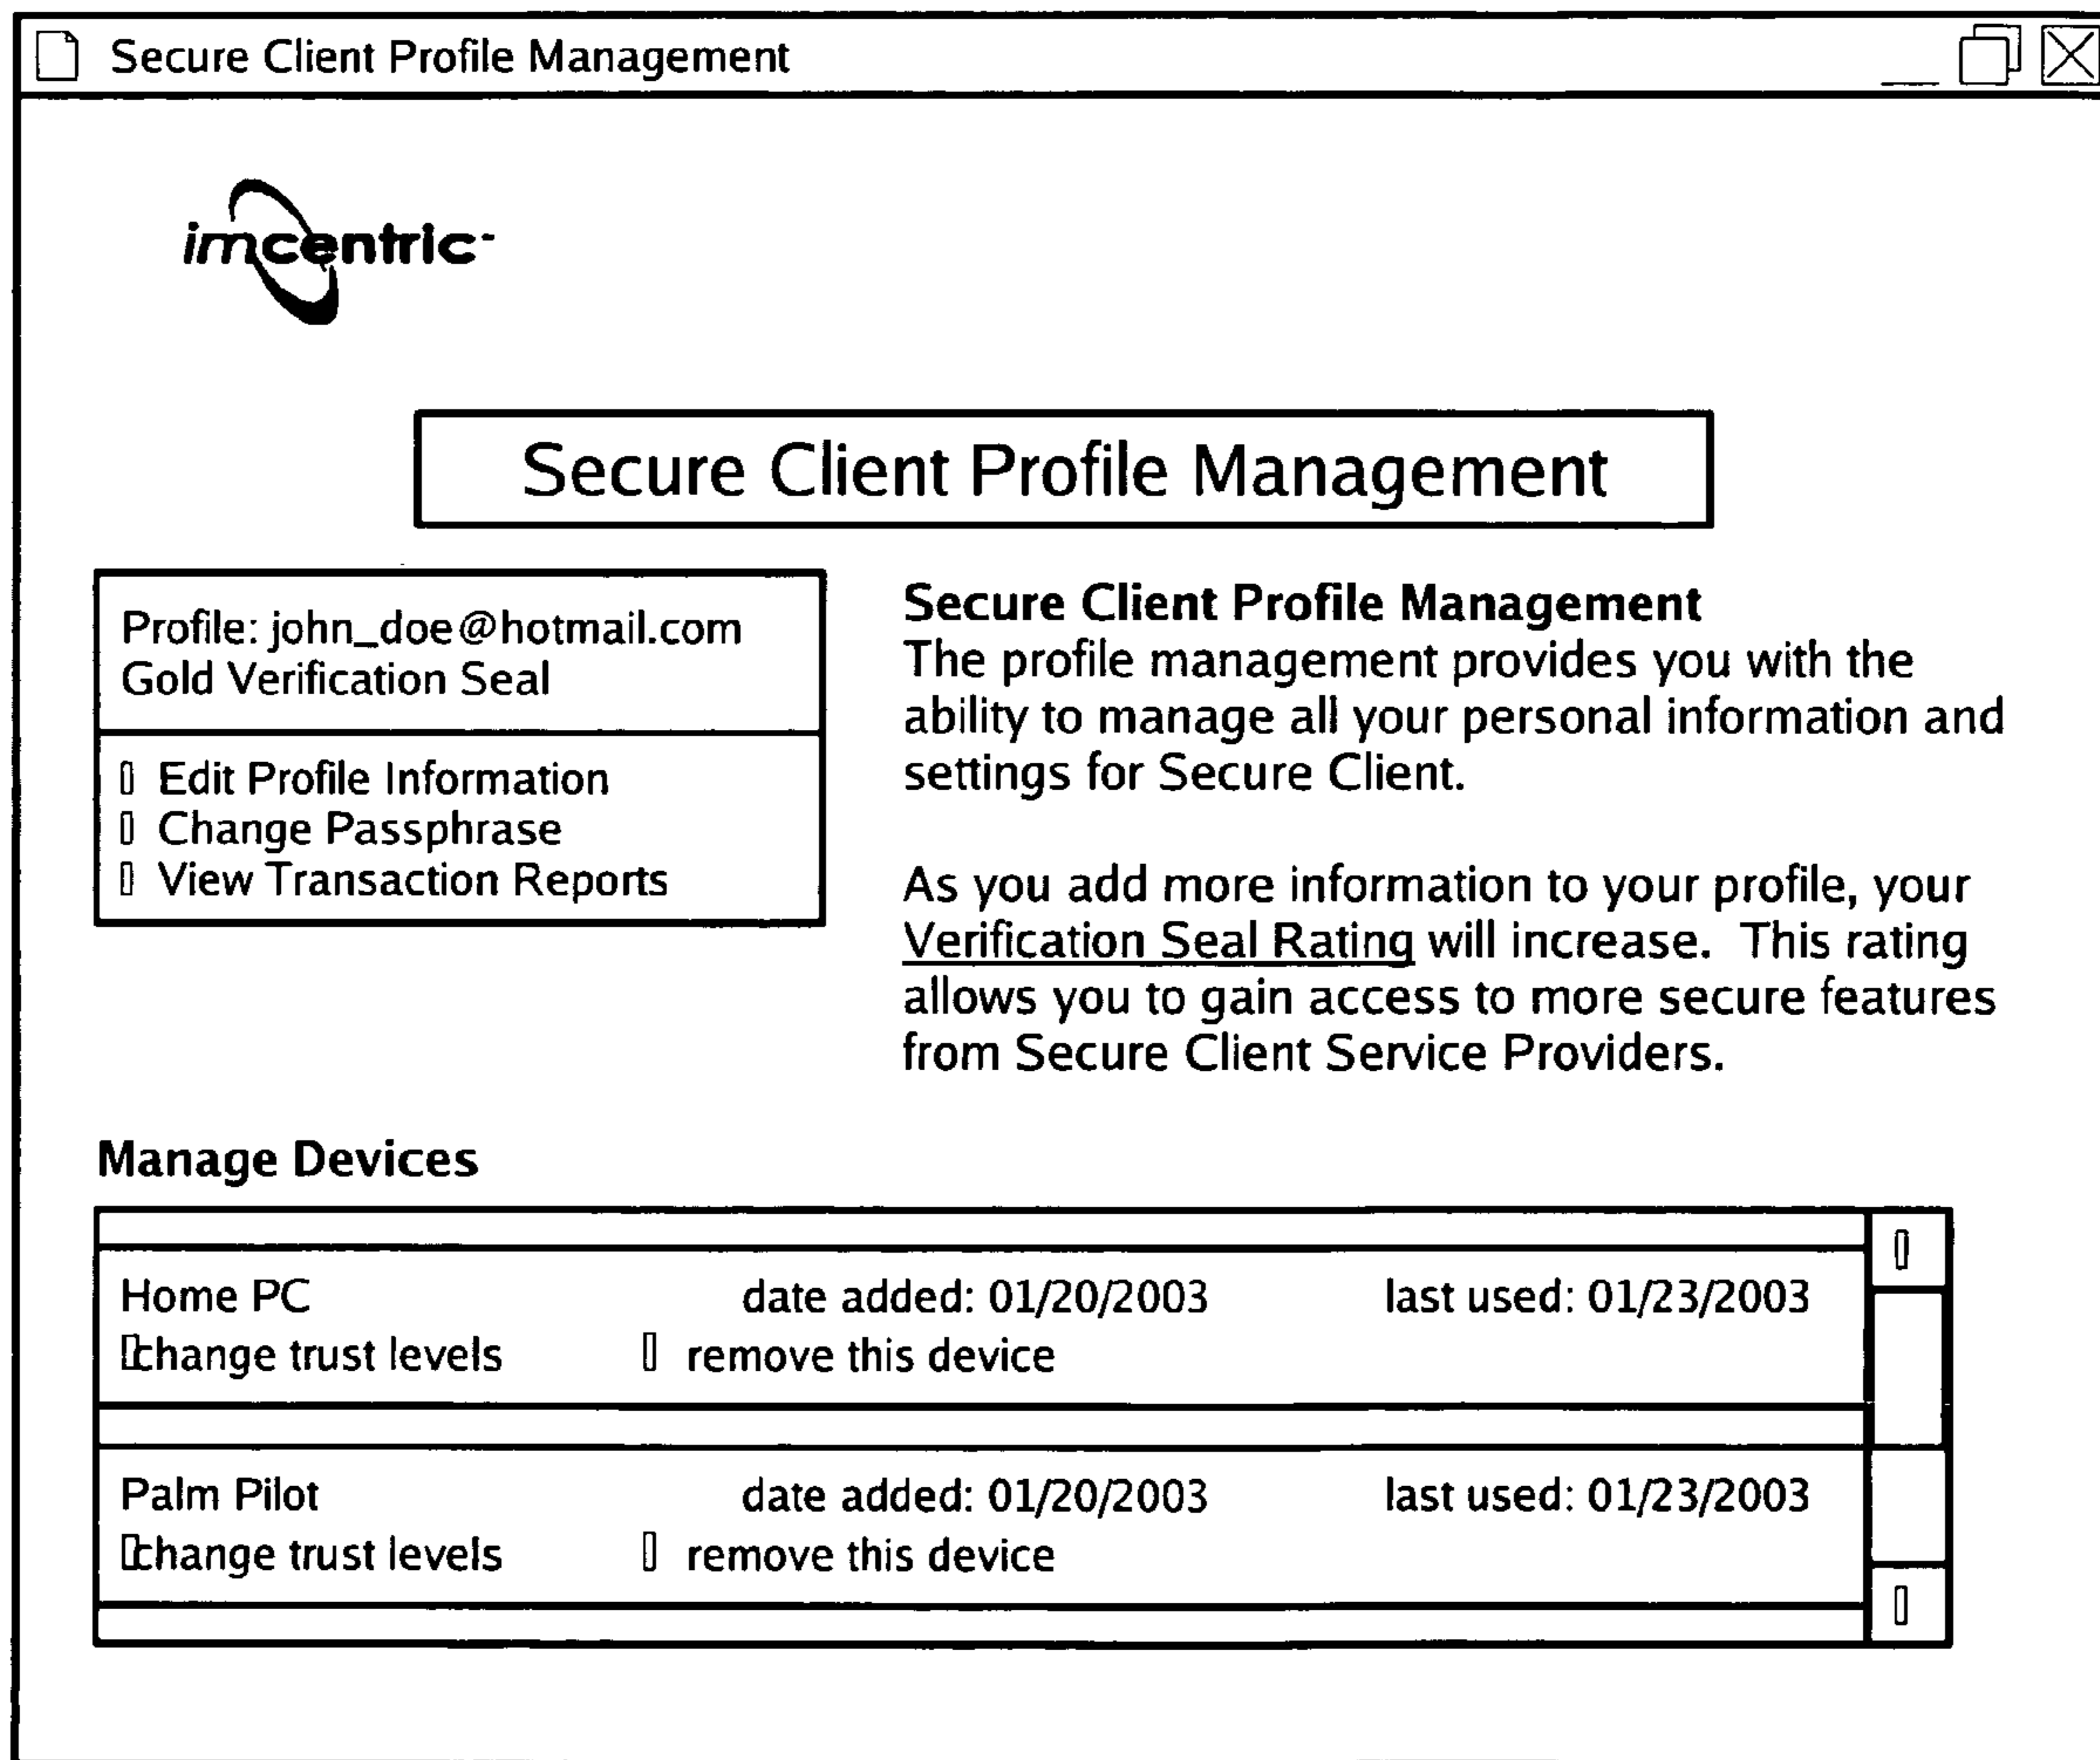 Secure Client Profile Management
imcentric
Secure Client Profile Management
Profile: john_doe@hotmail.com
Gold Verification Seal
Edit Profile Information
Change Passphrase
View Transaction Reports
Secure Client Profile Management
The profile management provides you with the
ability to manage all your personal information and
settings for Secure Client.
As you add more information to your profile, your
Verification Seal Rating will increase. This rating
allows you to gain access to more secure features
from Secure Client Service Providers.
Manage Devices
Home PC date added: 01/20/2003 last used: 01/23/2003
change trust levels remove this device
Palm Pilot date added: 01/20/2003 last used: 01/23/2003
change trust levels remove this device